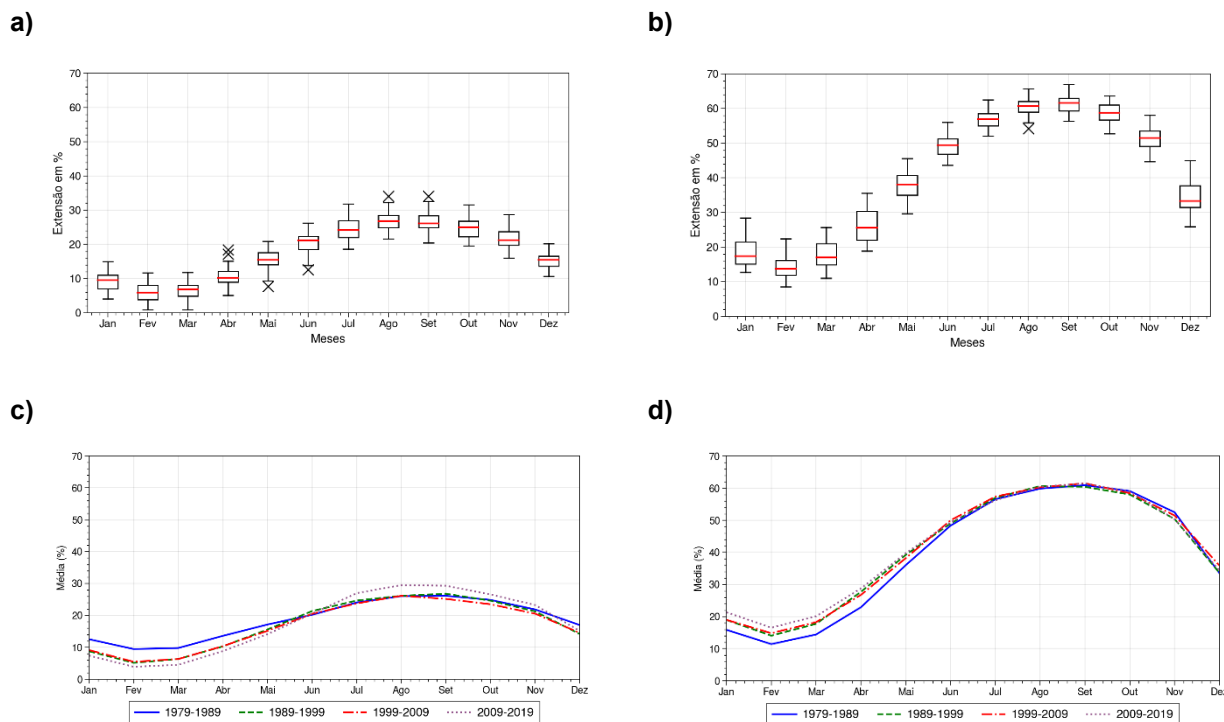 a)
b)
70
60
50
40
30
20
10
0
Extensão em %
Jan Fev Mar Abr Mai Jun Jul Ago Set Out Nov Dez
Meses
70
60
50
40
30
20
10
0
Extensão em %
Jan Fev Mar Abr Mai Jun Jul Ago Set Out Nov Dez
Meses
c)
d)
70
60
50
40
30
20
10
0
Média (%)
Jan Fev Mar Abr Mai Jun Jul Ago Set Out Nov Dez
1979-1989 1989-1999 1999-2009 2009-2019
70
60
50
40
30
20
10
0
Média (%)
Jan Fev Mar Abr Mai Jun Jul Ago Set Out Nov Dez
1979-1989 1989-1999 1999-2009 2009-2019